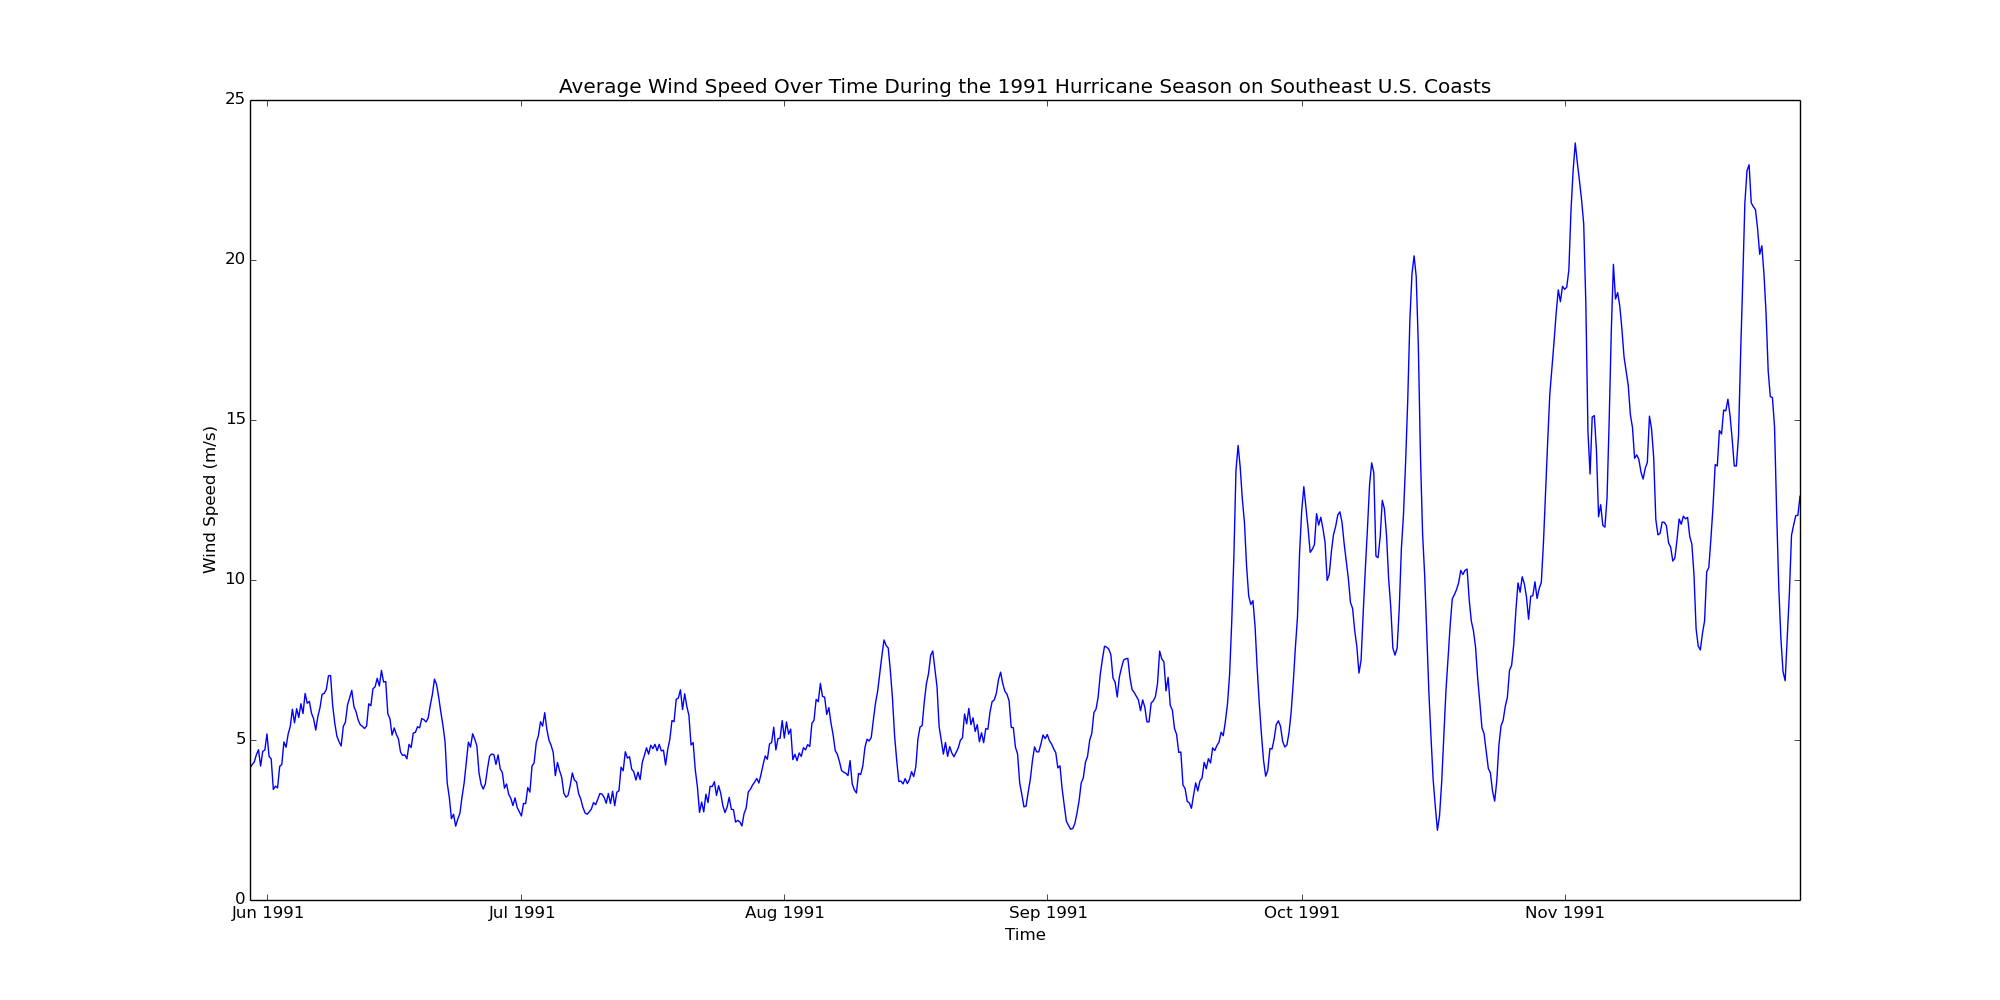 Average Wind Speed Over Time During the 1991 Hurricane Season on Southeast U.S. Coasts
25
20
15
10
5
0
Wind Speed (m/s)
Jun 1991 Jul 1991 Aug 1991 Sep 1991 Oct 1991 Nov 1991
Time